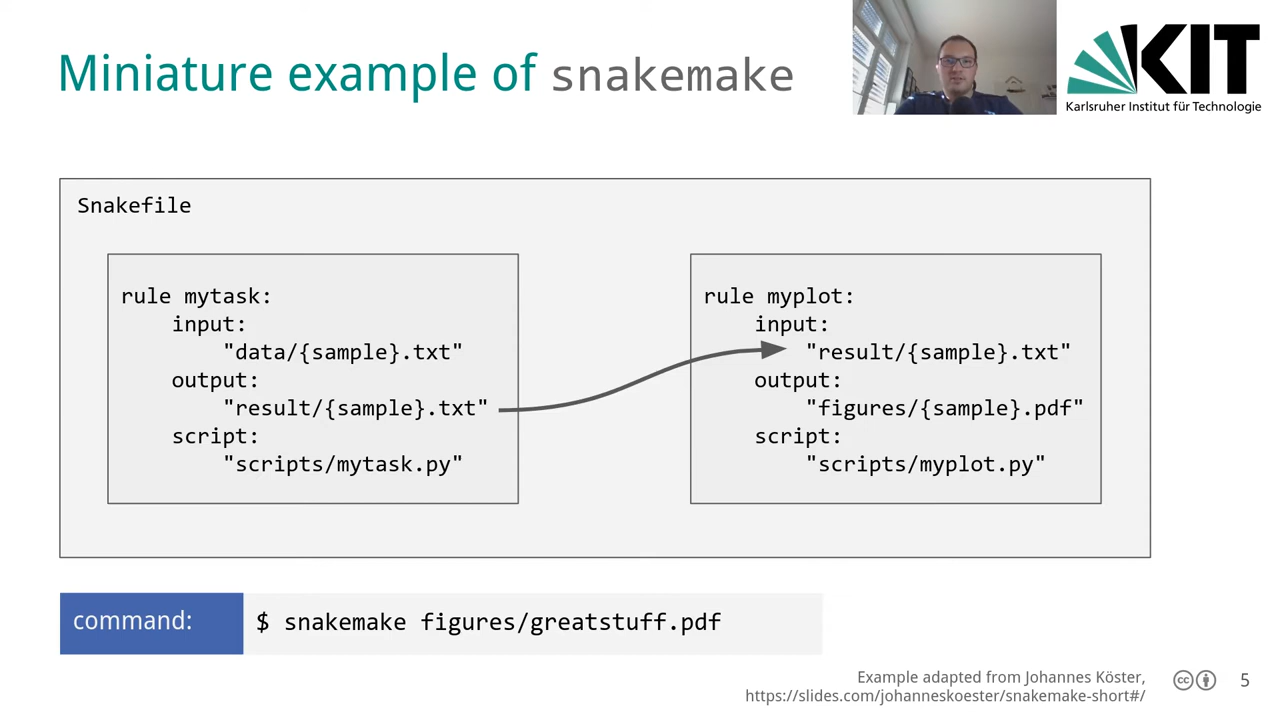 Miniature example of snakemake
KIT
Karlsruher Institut für Technologie
Snakefile
rule mytask:
input:
"data/{sample}.txt"
output:
"result/{sample}.txt"
script:
"scripts/mytask.py"
rule myplot:
input:
"result/{sample}.txt"
output:
"figures/{sample}.pdf"
script:
"scripts/myplot.py"
command:
$ snakemake figures/greatstuff.pdf
Example adapted from Johannes Köster,
https://slides.com/johanneskoester/snakemake-short#/
cc
5